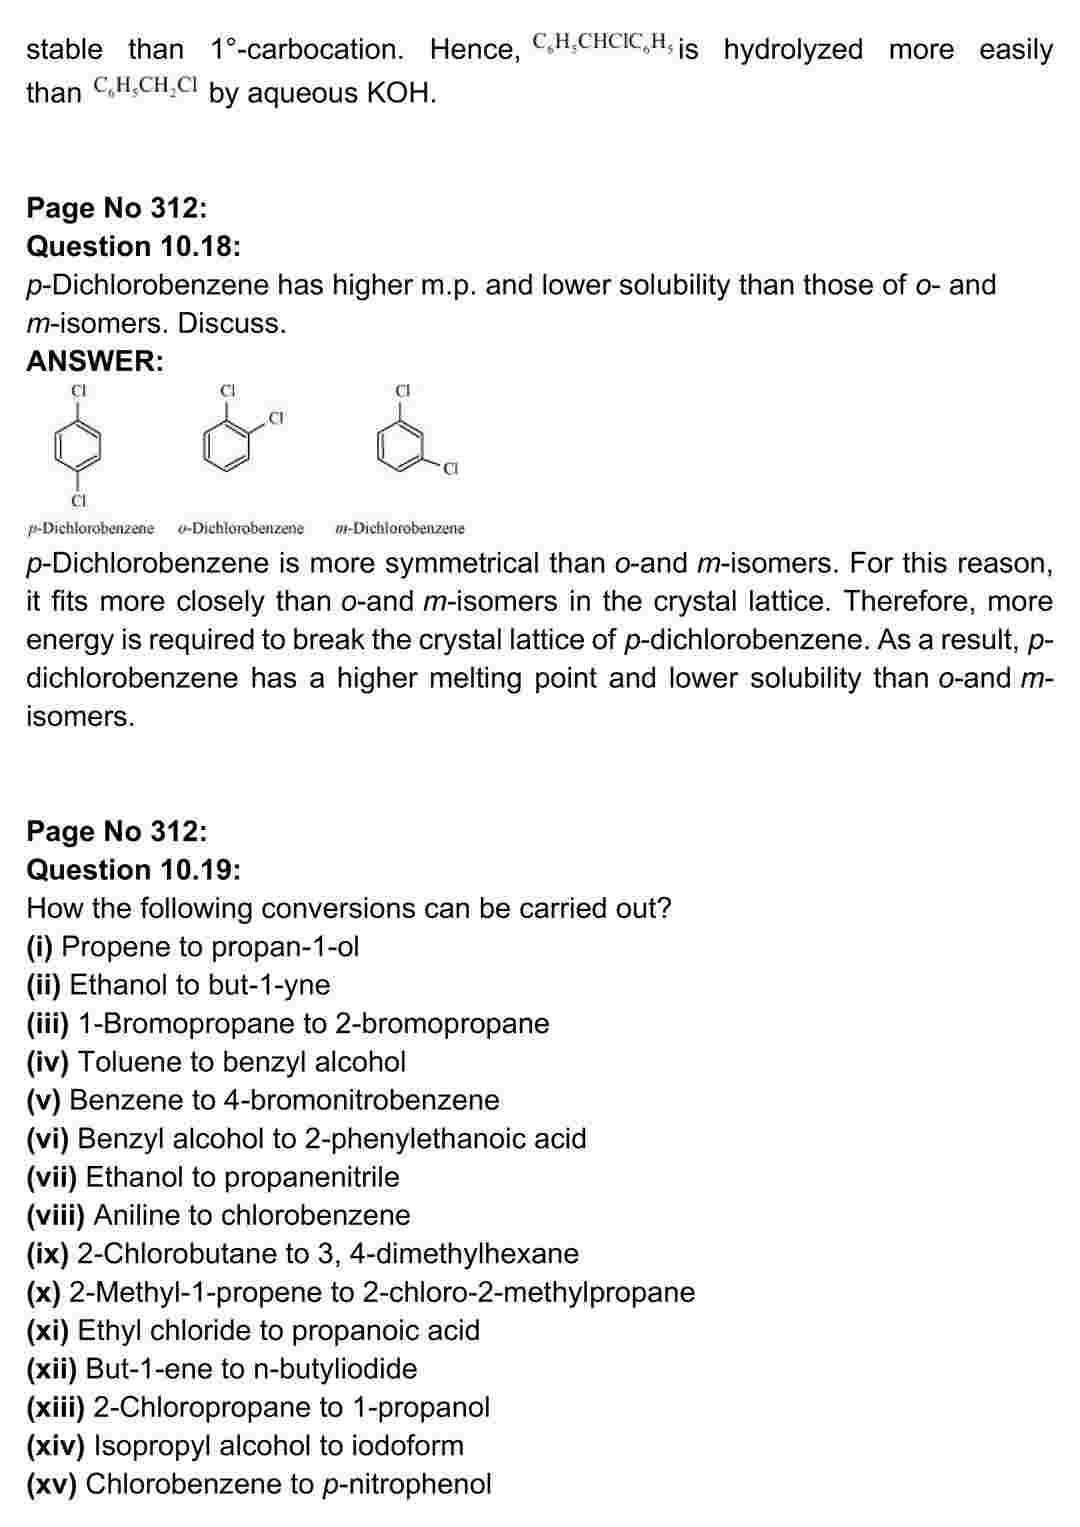 stable than 1°-carbocation. Hence, C₆H₅CHClC₆H₅ is hydrolyzed more easily
than C₆H₅CH₂Cl by aqueous KOH.
Page No 312:
Question 10.18:
p-Dichlorobenzene has higher m.p. and lower solubility than those of o- and
m-isomers. Discuss.
ANSWER:
Cl Cl Cl
Cl
Cl
Cl
p-Dichlorobenzene o-Dichlorobenzene m-Dichlorobenzene
p-Dichlorobenzene is more symmetrical than o-and m-isomers. For this reason,
it fits more closely than o-and m-isomers in the crystal lattice. Therefore, more
energy is required to break the crystal lattice of p-dichlorobenzene. As a result, p-
dichlorobenzene has a higher melting point and lower solubility than o-and m-
isomers.
Page No 312:
Question 10.19:
How the following conversions can be carried out?
(i) Propene to propan-1-ol
(ii) Ethanol to but-1-yne
(iii) 1-Bromopropane to 2-bromopropane
(iv) Toluene to benzyl alcohol
(v) Benzene to 4-bromonitrobenzene
(vi) Benzyl alcohol to 2-phenylethanoic acid
(vii) Ethanol to propanenitrile
(viii) Aniline to chlorobenzene
(ix) 2-Chlorobutane to 3, 4-dimethylhexane
(x) 2-Methyl-1-propene to 2-chloro-2-methylpropane
(xi) Ethyl chloride to propanoic acid
(xii) But-1-ene to n-butyliodide
(xiii) 2-Chloropropane to 1-propanol
(xiv) Isopropyl alcohol to iodoform
(xv) Chlorobenzene to p-nitrophenol